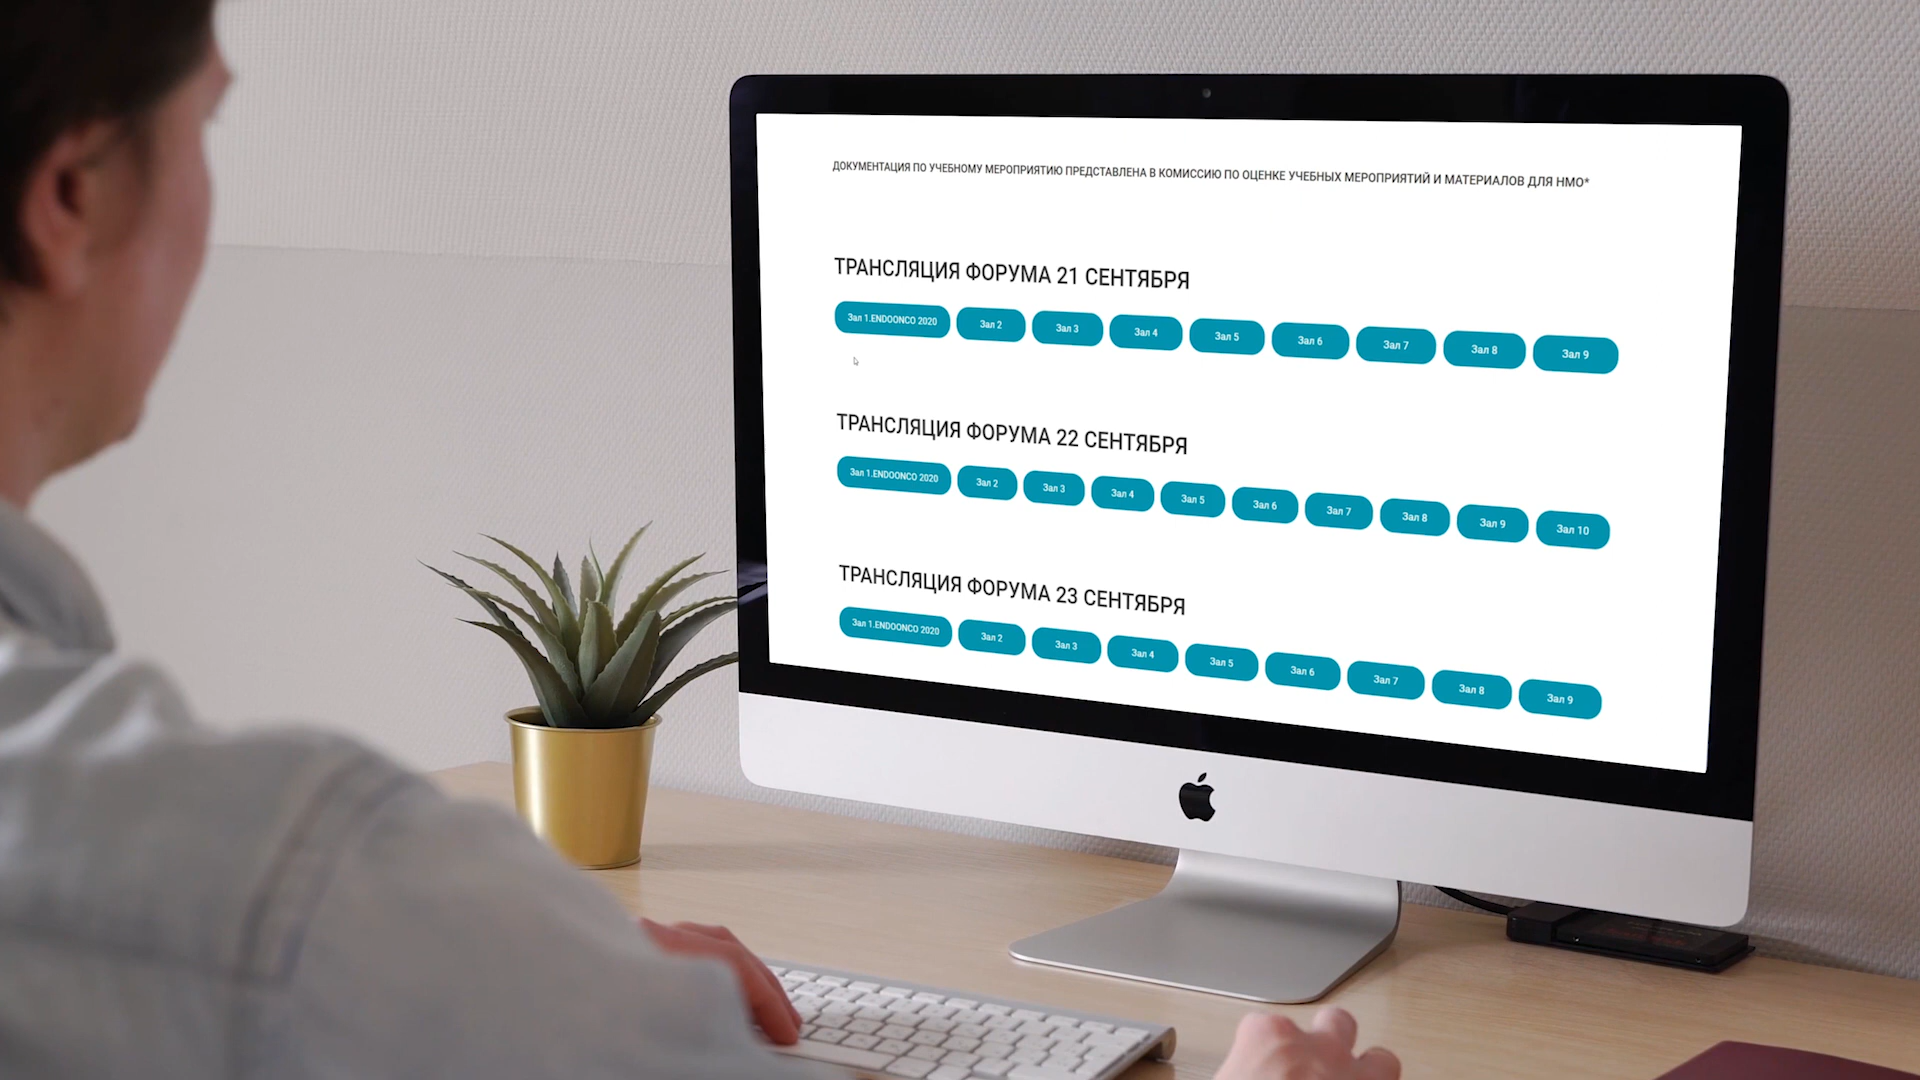 ДОКУМЕНТАЦИЯ ПО УЧЕБНОМУ МЕРОПРИЯТИЮ ПРЕДСТАВЛЕНА В КОМИССИЮ ПО ОЦЕНКЕ УЧЕБНЫХ МЕРОПРИЯТИЙ И МАТЕРИАЛОВ ДЛЯ НМО*
ТРАНСЛЯЦИЯ ФОРУМА 21 СЕНТЯБРЯ
Зал 1.ENDOONCO 2020 Зал 2 Зал 3 Зал 4 Зал 5 Зал 6 Зал 7 Зал 8 Зал 9
ТРАНСЛЯЦИЯ ФОРУМА 22 СЕНТЯБРЯ
Зал 1.ENDOONCO 2020 Зал 2 Зал 3 Зал 4 Зал 5 Зал 6 Зал 7 Зал 8 Зал 9 Зал 10
ТРАНСЛЯЦИЯ ФОРУМА 23 СЕНТЯБРЯ
Зал 1.ENDOONCO 2020 Зал 2 Зал 3 Зал 4 Зал 5 Зал 6 Зал 7 Зал 8 Зал 9